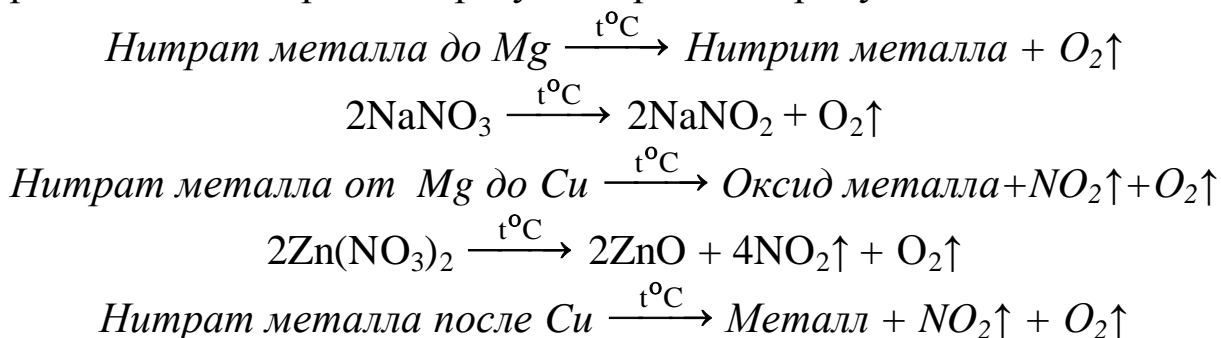 Нитрат металла до Mg t°C → Нитрит металла + O₂↑
2NaNO₃ t°C → 2NaNO₂ + O₂↑
Нитрат металла от Mg до Cu t°C → Оксид металла+NO₂↑+O₂↑
2Zn(NO₃)₂ t°C → 2ZnO + 4NO₂↑ + O₂↑
Нитрат металла после Cu t°C → Металл + NO₂↑ + O₂↑